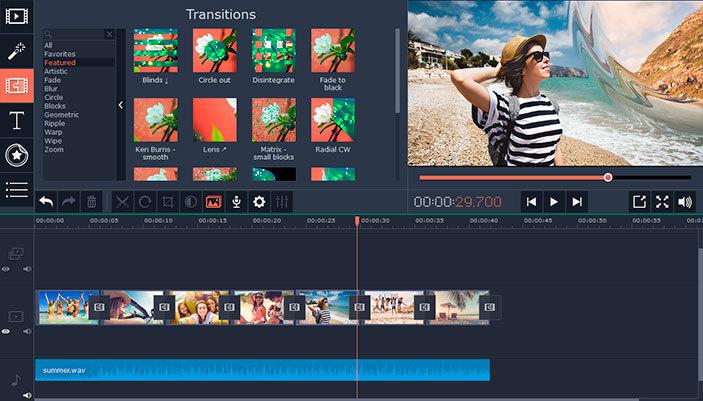 Transitions
All
Favorites
Featured
Artistic
Fade
Blur
Circle
Blocks
Geometric
Ripple
Warp
Wipe
Zoom
Blinds ↓
Circle out
Disintegrate
Fade to
black
Ken Burns -
smooth
Lens ↗
Matrix -
small blocks
Radial CW
T
00:00:29.700
00:00:00
00:00:05
00:00:10
00:00:15
00:00:20
00:00:25
00:00:30
00:00:35
00:00:40
00:00:45
00:00:50
00:00:55
summer.wav